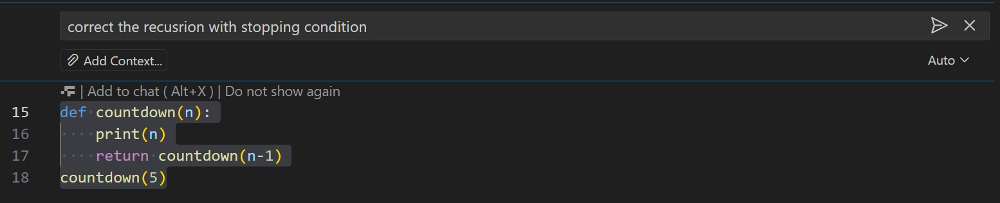 correct the recusrion with stopping condition
Add Context...
Auto
| Add to chat ( Alt+X ) | Do not show again
15 def countdown(n):
16     print(n)
17     return countdown(n-1)
18 countdown(5)